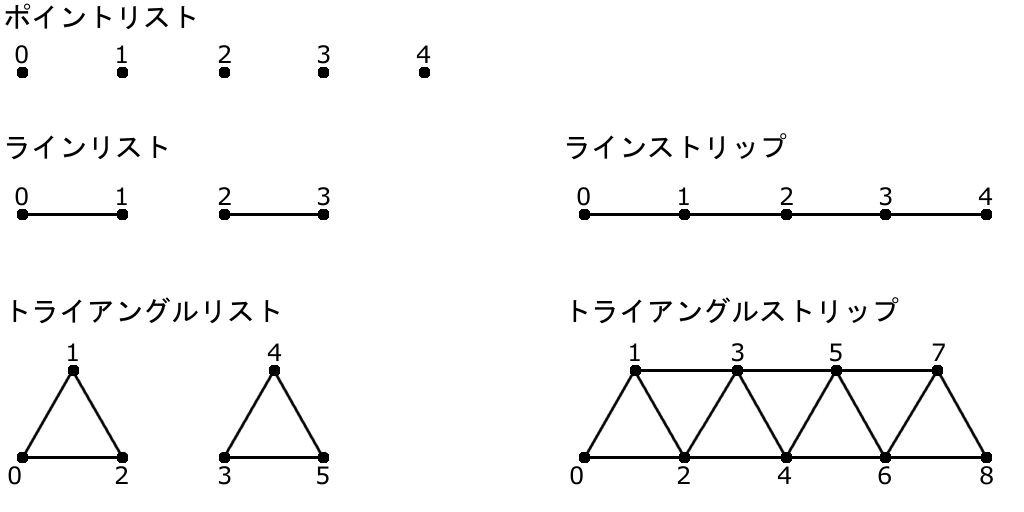 ポイントリスト
0 1 2 3 4
ラインリスト
0 1 2 3
ラインストリップ
0 1 2 3 4
トライアングルリスト
1 4
0 2 3 5
トライアングルストリップ
1 3 5 7
0 2 4 6 8